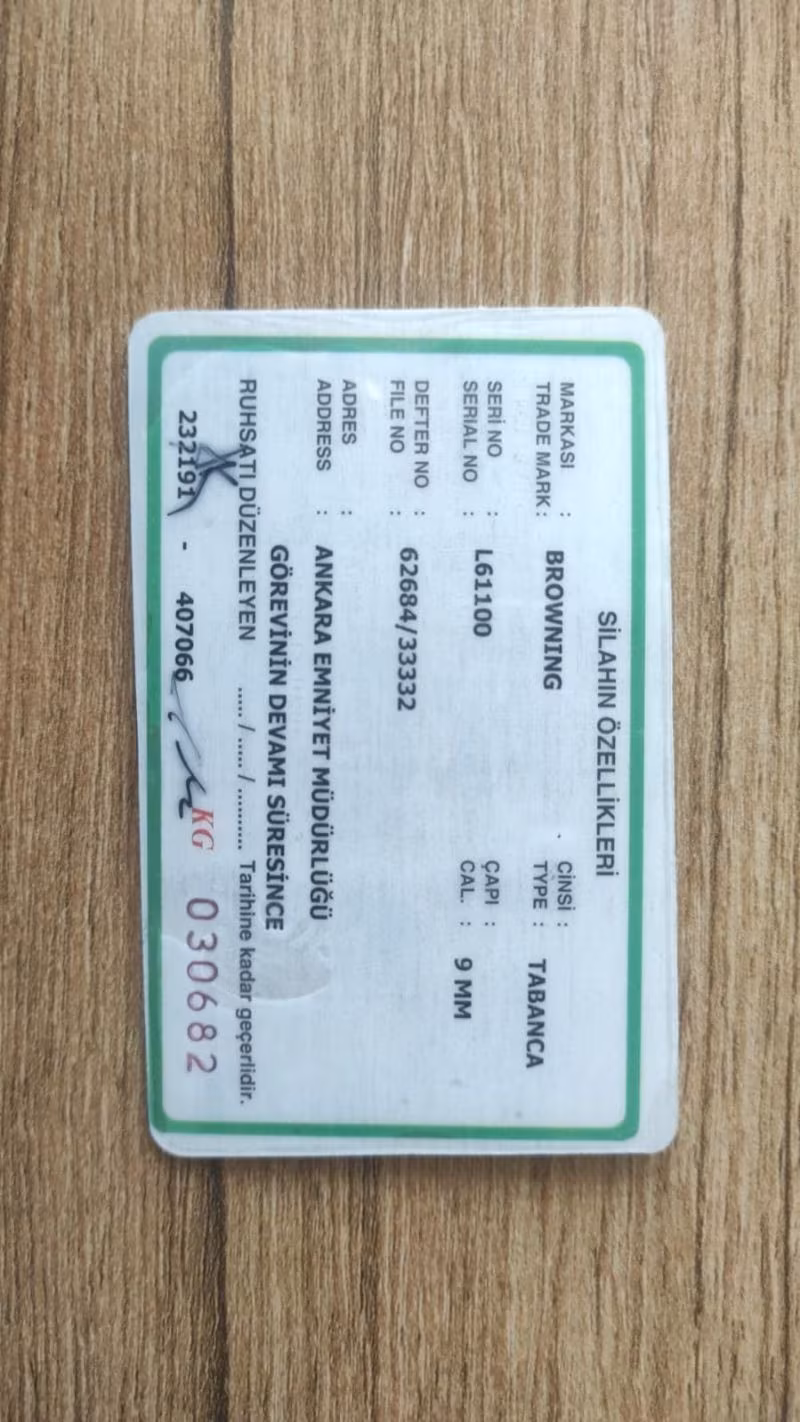 SİLAHIN ÖZELLİKLERİ
MARKASI : CİNSİ :
TRADE MARK : BROWNING TYPE : TABANCA
SERİ NO : ÇAPI :
SERIAL NO : L61100 CAL. : 9 MM
DEFTER NO :
FILE NO : 62684/33332
ADRES :
ADDRESS : ANKARA EMNİYET MÜDÜRLÜĞÜ
GÖREVİNİN DEVAMI SÜRESİNCE
RUHSATI DÜZENLEYEN ..... / ..... / .......... Tarihine kadar geçerlidir.
232191 - 407066 KG 030682